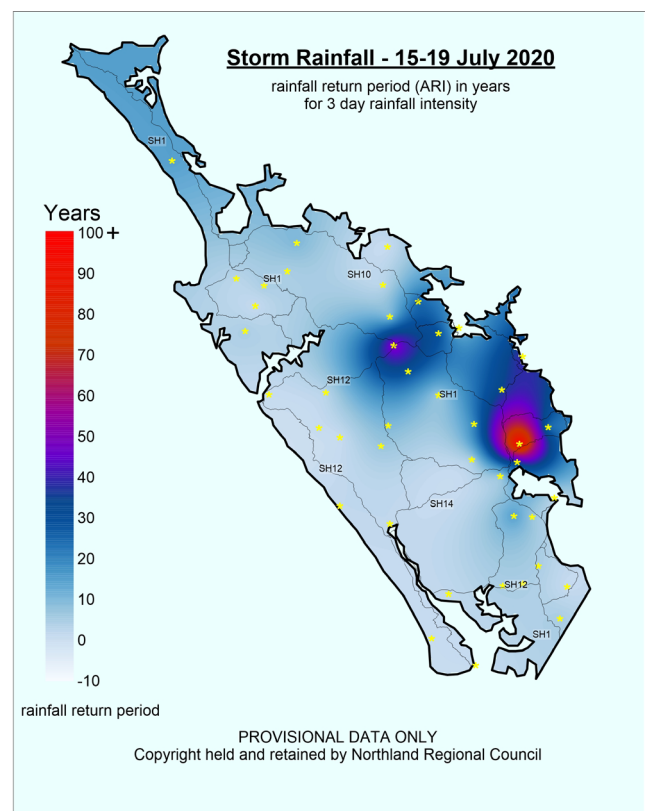 Storm Rainfall - 15-19 July 2020
rainfall return period (ARI) in years
for 3 day rainfall intensity
SH1
Years
100 +
90
80
70
60
50
40
30
20
10
0
-10
SH1
SH10
SH12
SH1
SH12
SH14
SH12
SH1
rainfall return period
PROVISIONAL DATA ONLY
Copyright held and retained by Northland Regional Council